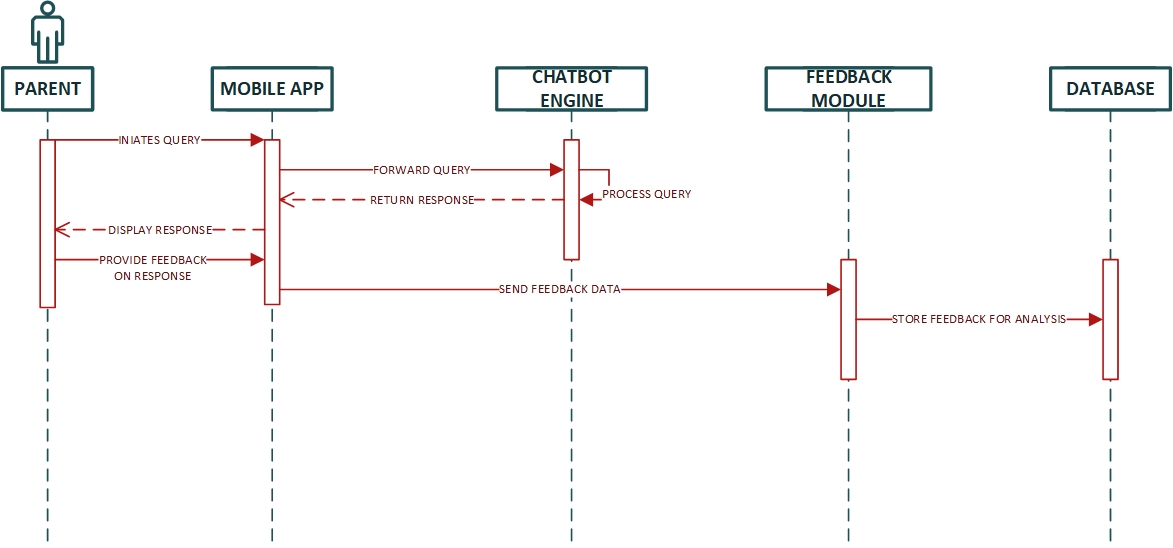 PARENT
MOBILE APP
CHATBOT
ENGINE
FEEDBACK
MODULE
DATABASE
INIATES QUERY
FORWARD QUERY
PROCESS QUERY
RETURN RESPONSE
DISPLAY RESPONSE
PROVIDE FEEDBACK
ON RESPONSE
SEND FEEDBACK DATA
STORE FEEDBACK FOR ANALYSIS